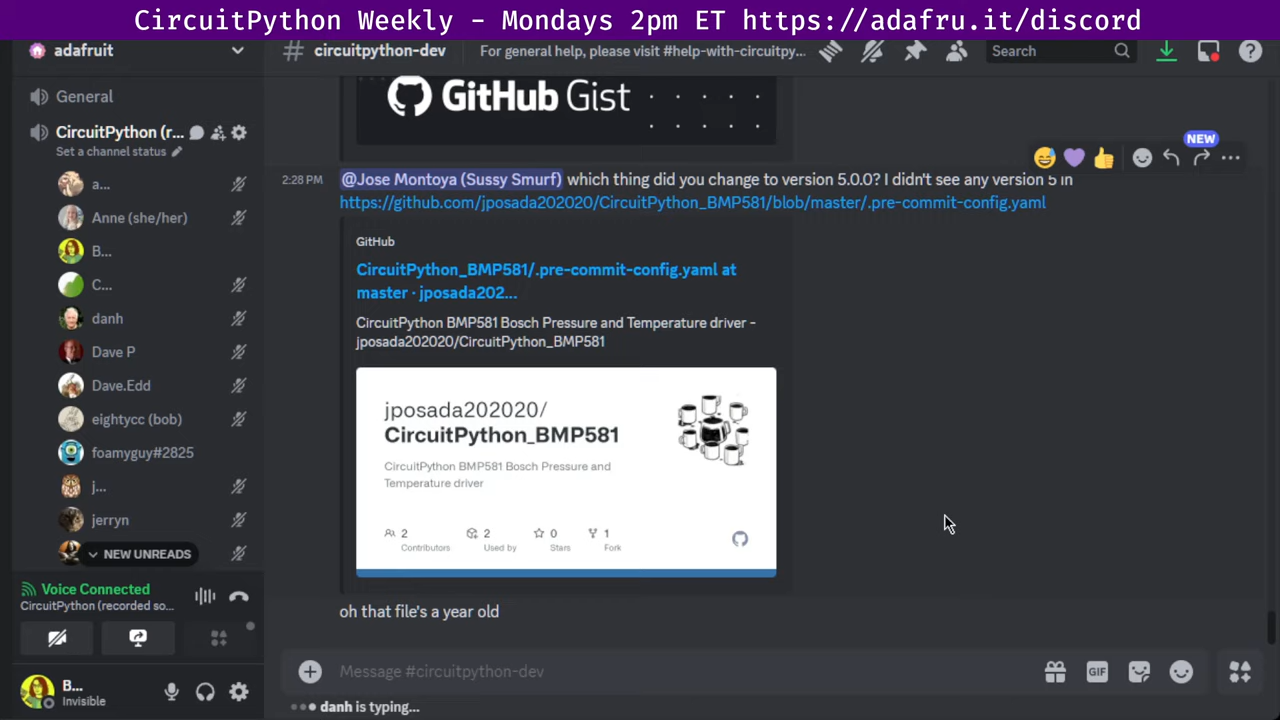 CircuitPython Weekly - Mondays 2pm ET https://adafru.it/discord
adafruit
# circuitpython-dev
For general help, please visit #help-with-circuitpy...
Search
General
CircuitPython (r...
Set a channel status
a...
Anne (she/her)
B...
C...
danh
Dave P
Dave.Edd
eightycc (bob)
foamyguy#2825
j...
jerryn
NEW UNREADS
Voice Connected
CircuitPython (recorded so...
B...
Invisible
GitHub Gist
NEW
2:28 PM
@Jose Montoya (Sussy Smurf) which thing did you change to version 5.0.0? I didn't see any version 5 in
https://github.com/jposada202020/CircuitPython_BMP581/blob/master/.pre-commit-config.yaml
GitHub
CircuitPython_BMP581/.pre-commit-config.yaml at
master · jposada202...
CircuitPython BMP581 Bosch Pressure and Temperature driver -
jposada202020/CircuitPython_BMP581
jposada202020/
CircuitPython_BMP581
CircuitPython BMP581 Bosch Pressure and
Temperature driver
2
Contributors
2
Used by
0
Stars
1
Fork
oh that file's a year old
Message #circuitpython-dev
GIF
danh is typing...